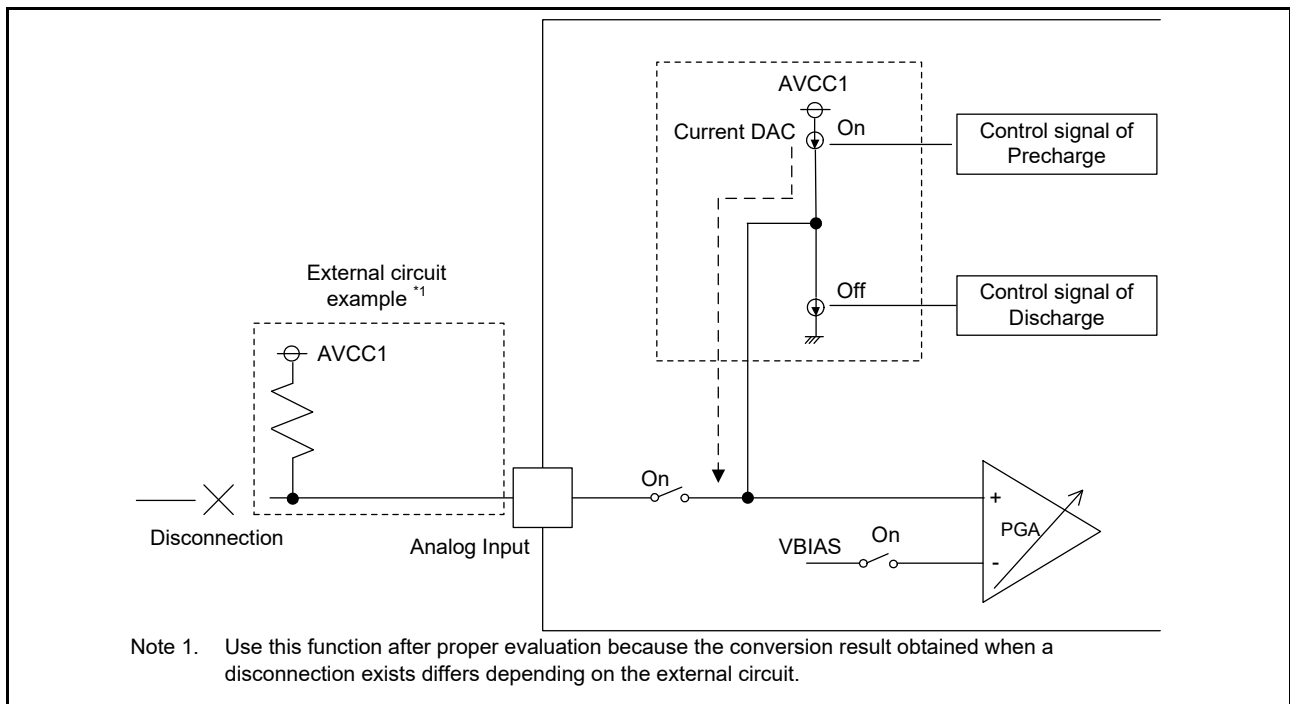 AVCC1
Current DAC
On
Control signal of
Precharge
Off
Control signal of
Discharge
External circuit
example *1
AVCC1
Disconnection
Analog Input
On
VBIAS
On
+
-
PGA
Note 1. Use this function after proper evaluation because the conversion result obtained when a
disconnection exists differs depending on the external circuit.